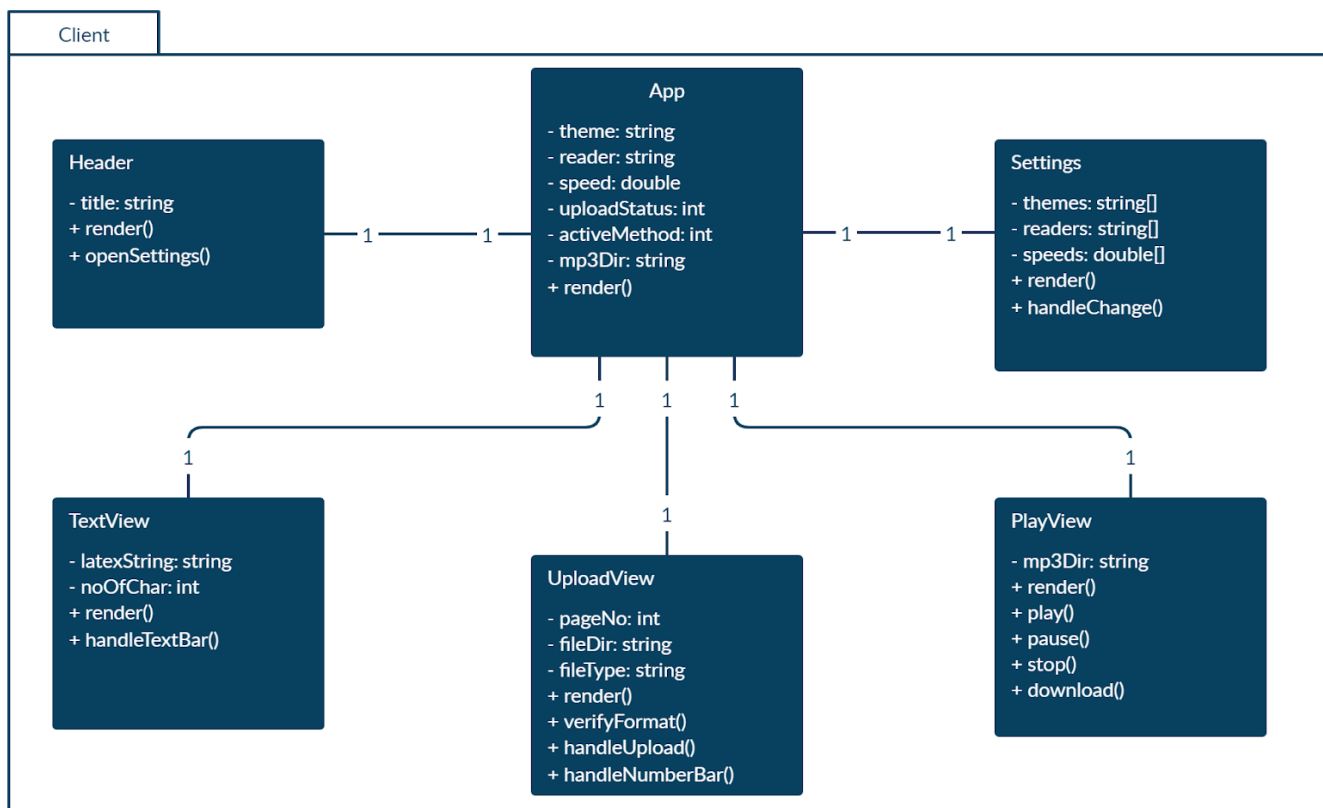 Client
App
- theme: string
- reader: string
- speed: double
- uploadStatus: int
- activeMethod: int
- mp3Dir: string
+ render()
Header
- title: string
+ render()
+ openSettings()
1
1
1
1
Settings
- themes: string[]
- readers: string[]
- speeds: double[]
+ render()
+ handleChange()
1
1
1
1
1
1
TextView
- latexString: string
- noOfChar: int
+ render()
+ handleTextBar()
UploadView
- pageNo: int
- fileDir: string
- fileType: string
+ render()
+ verifyFormat()
+ handleUpload()
+ handleNumberBar()
PlayView
- mp3Dir: string
+ render()
+ play()
+ pause()
+ stop()
+ download()